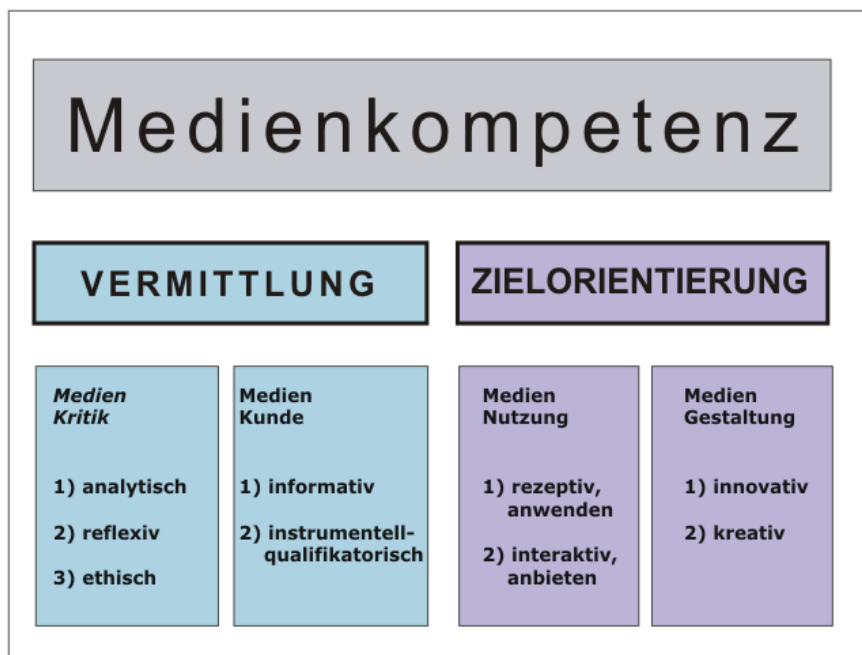 Medienkompetenz
VERMITTLUNG
ZIELORIENTIERUNG
Medien
Kritik
1) analytisch
2) reflexiv
3) ethisch
Medien
Kunde
1) informativ
2) instrumentell-
qualifikatorisch
Medien
Nutzung
1) rezeptiv,
anwenden
2) interaktiv,
anbieten
Medien
Gestaltung
1) innovativ
2) kreativ